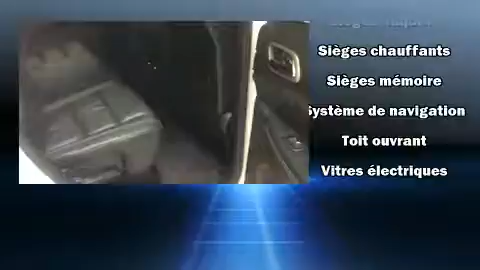 Sièges chauffants
Sièges mémoire
Système de navigation
Toit ouvrant
Vitres électriques